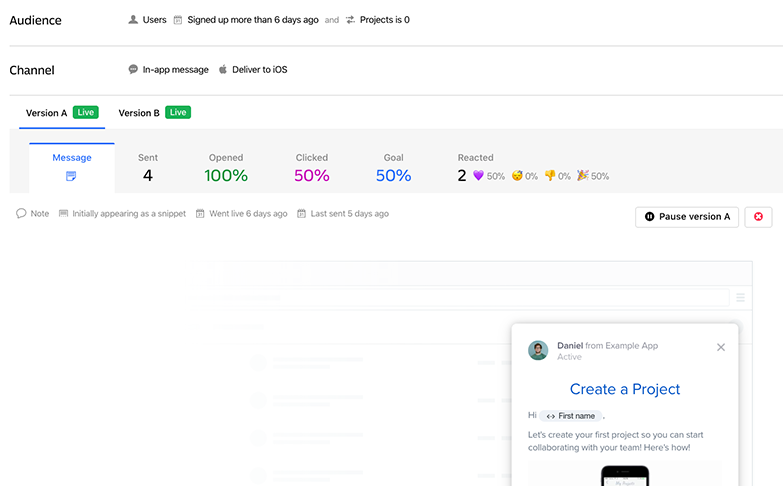 Audience Users Signed up more than 6 days ago and Projects is 0
Channel In-app message Deliver to iOS
Version A Live Version B Live
Message Sent Opened Clicked Goal Reacted
4 100% 50% 50% 2 50% 0% 0% 50%
Note Initially appearing as a snippet Went live 6 days ago Last sent 5 days ago
Pause version A
Daniel from Example App
Active
Create a Project
Hi First name ,
Let's create your first project so you can start
collaborating with your team! Here's how!